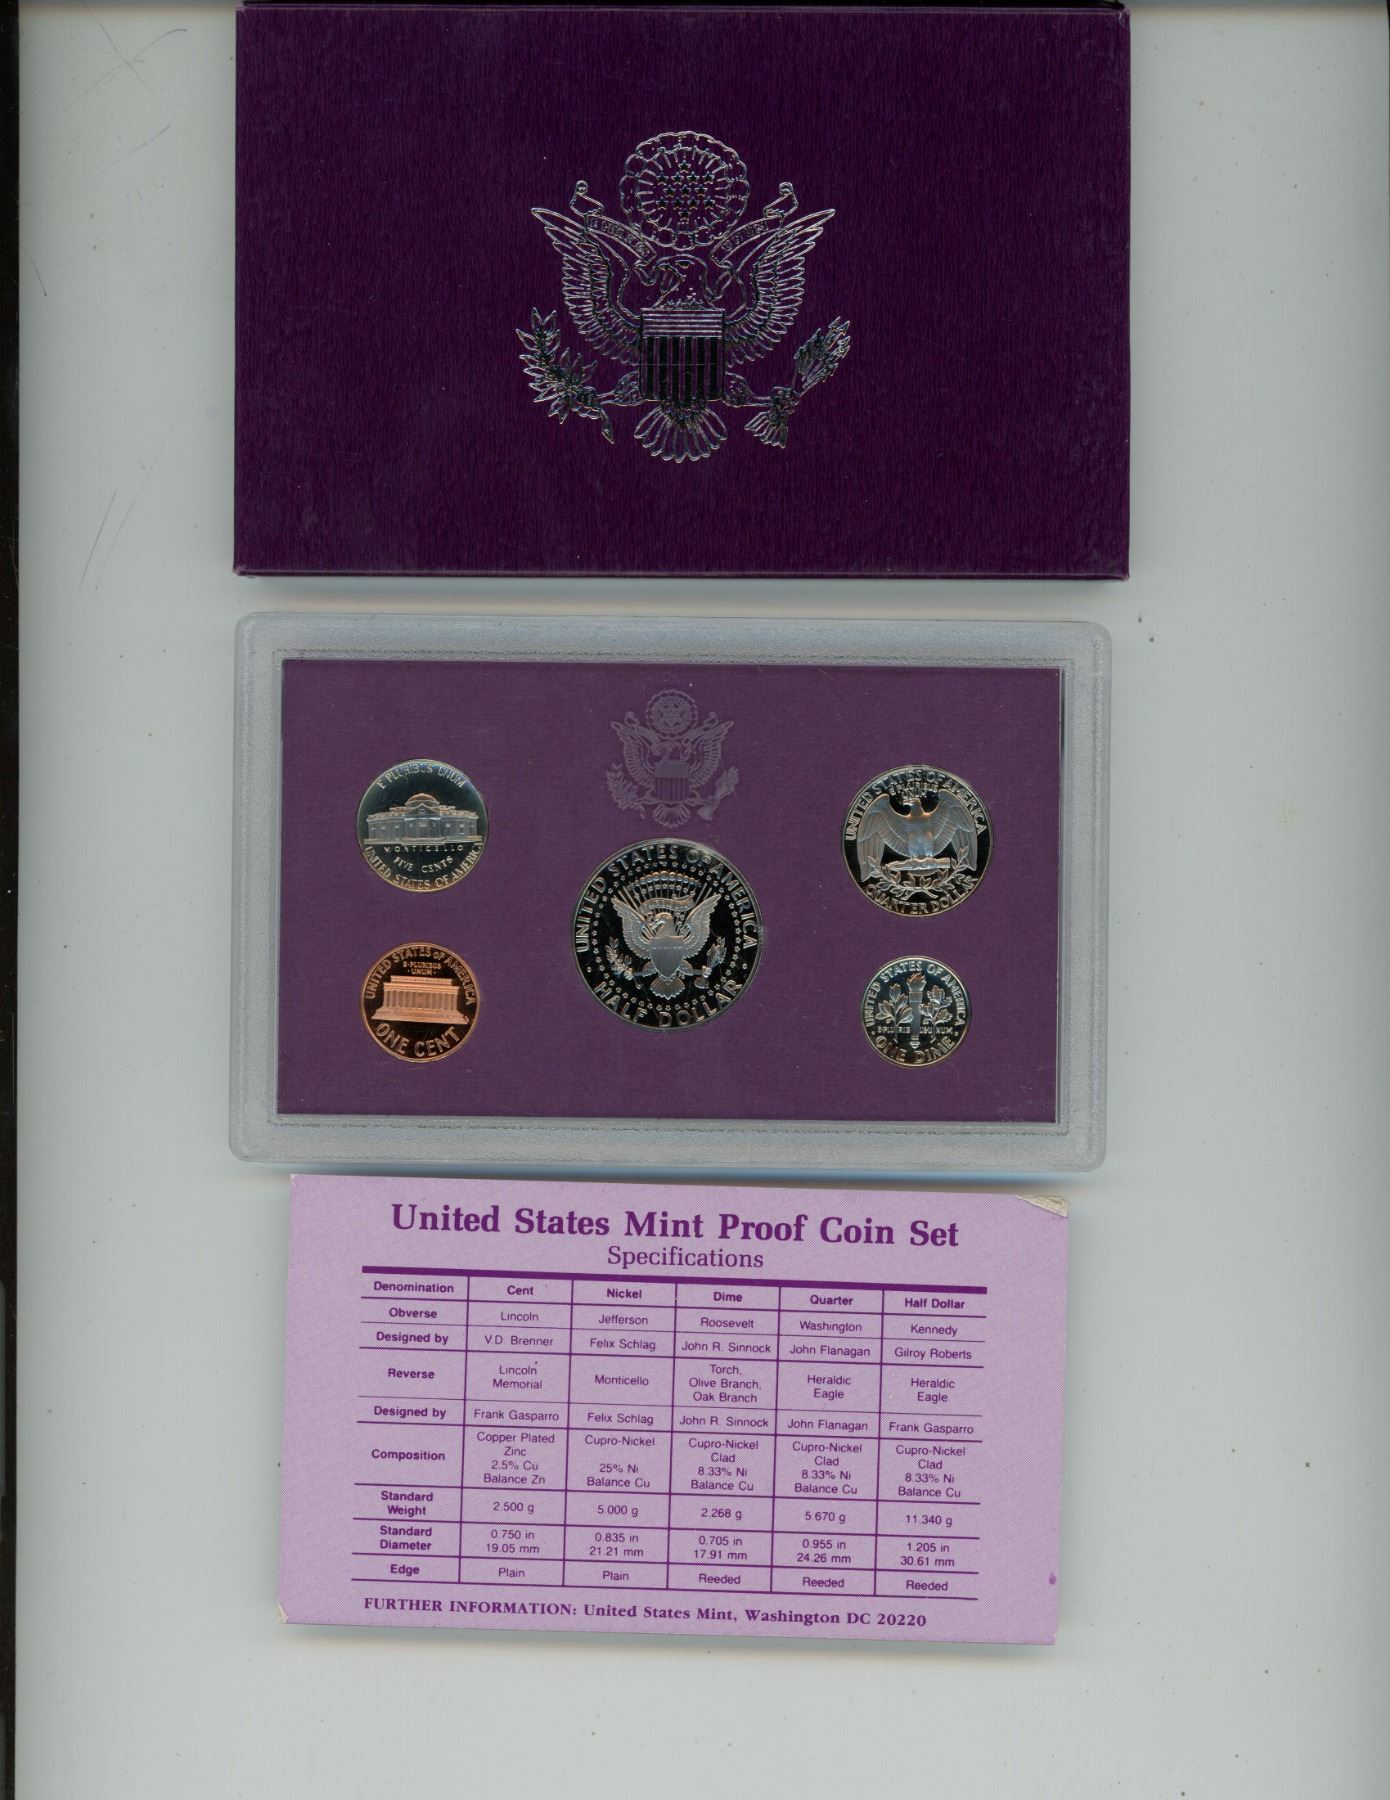 E PLURIBUS UNUM
MONTICELLO
FIVE CENTS
UNITED STATES OF AMERICA
UNITED STATES OF AMERICA
E PLURIBUS
UNUM
QUARTER DOLLAR
UNITED STATES OF AMERICA
HALF DOLLAR
UNITED STATES OF AMERICA
E·PLURIBUS
·UNUM·
ONE CENT
UNITED STATES OF AMERICA
E·PLURIBUS·UNUM
ONE DIME
United States Mint Proof Coin Set
Specifications
Denomination Cent Nickel Dime Quarter Half Dollar
Obverse Lincoln Jefferson Roosevelt Washington Kennedy
Designed by V.D. Brenner Felix Schlag John R. Sinnock John Flanagan Gilroy Roberts
Reverse Lincoln Memorial Monticello Torch, Olive Branch, Oak Branch Heraldic Eagle Heraldic Eagle
Designed by Frank Gasparro Felix Schlag John R. Sinnock John Flanagan Frank Gasparro
Composition Copper Plated Zinc 2.5% Cu Balance Zn Cupro-Nickel 25% Ni Balance Cu Cupro-Nickel Clad 8.33% Ni Balance Cu Cupro-Nickel Clad 8.33% Ni Balance Cu Cupro-Nickel Clad 8.33% Ni Balance Cu
Standard Weight 2.500 g 5.000 g 2.268 g 5.670 g 11.340 g
Standard Diameter 0.750 in 19.05 mm 0.835 in 21.21 mm 0.705 in 17.91 mm 0.955 in 24.26 mm 1.205 in 30.61 mm
Edge Plain Plain Reeded Reeded Reeded
FURTHER INFORMATION: United States Mint, Washington DC 20220